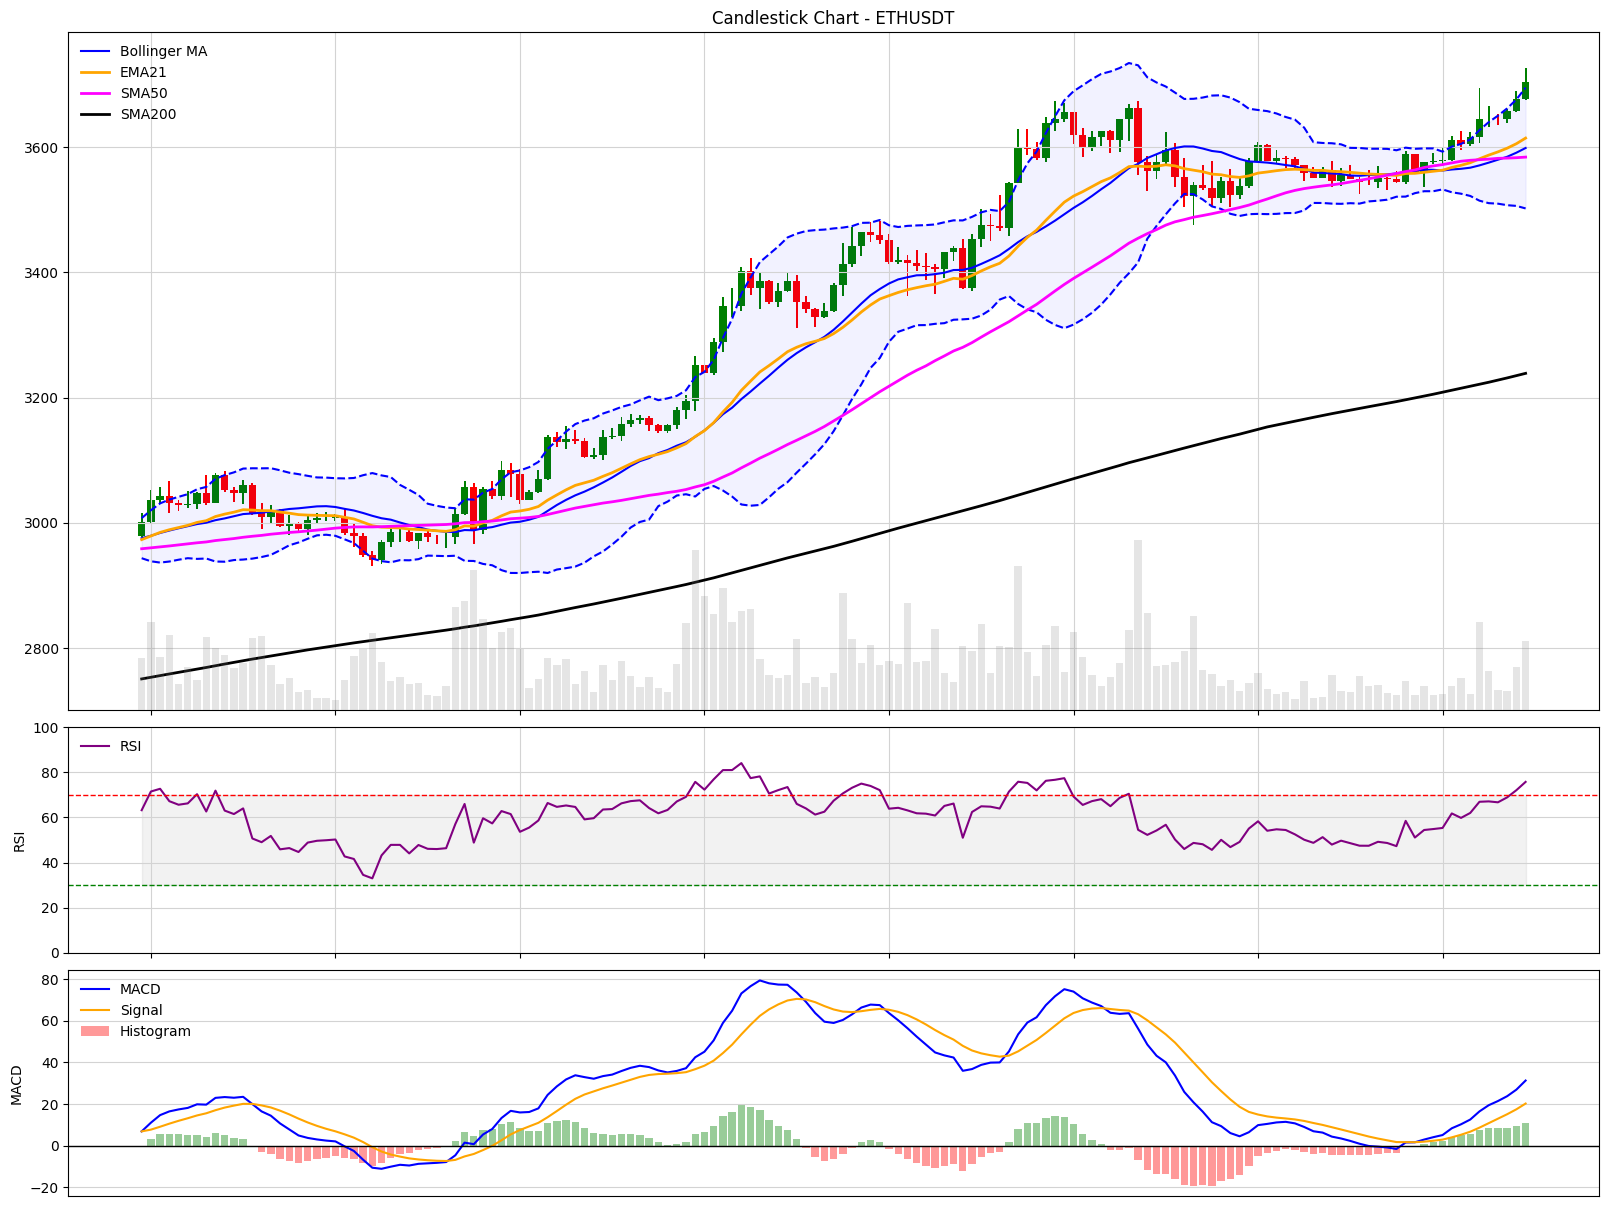 Candlestick Chart - ETHUSDT
Bollinger MA
EMA21
SMA50
SMA200
3600
3400
3200
3000
2800
100
80
60
40
20
0
RSI
RSI
80
60
40
20
0
−20
MACD
MACD
Signal
Histogram